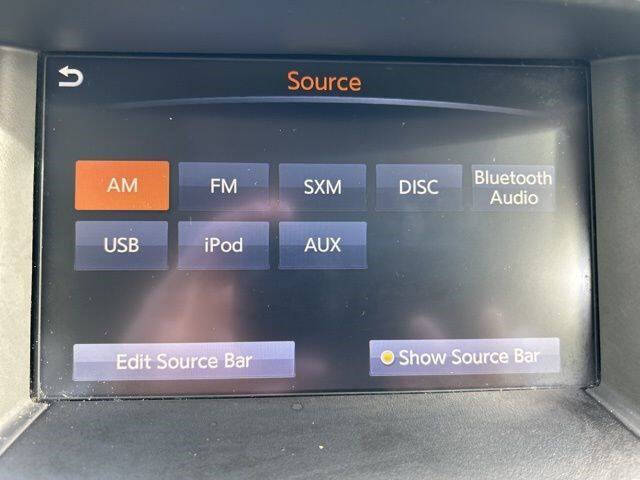 Source
AM
FM
SXM
DISC
Bluetooth
Audio
USB
iPod
AUX
Edit Source Bar
Show Source Bar